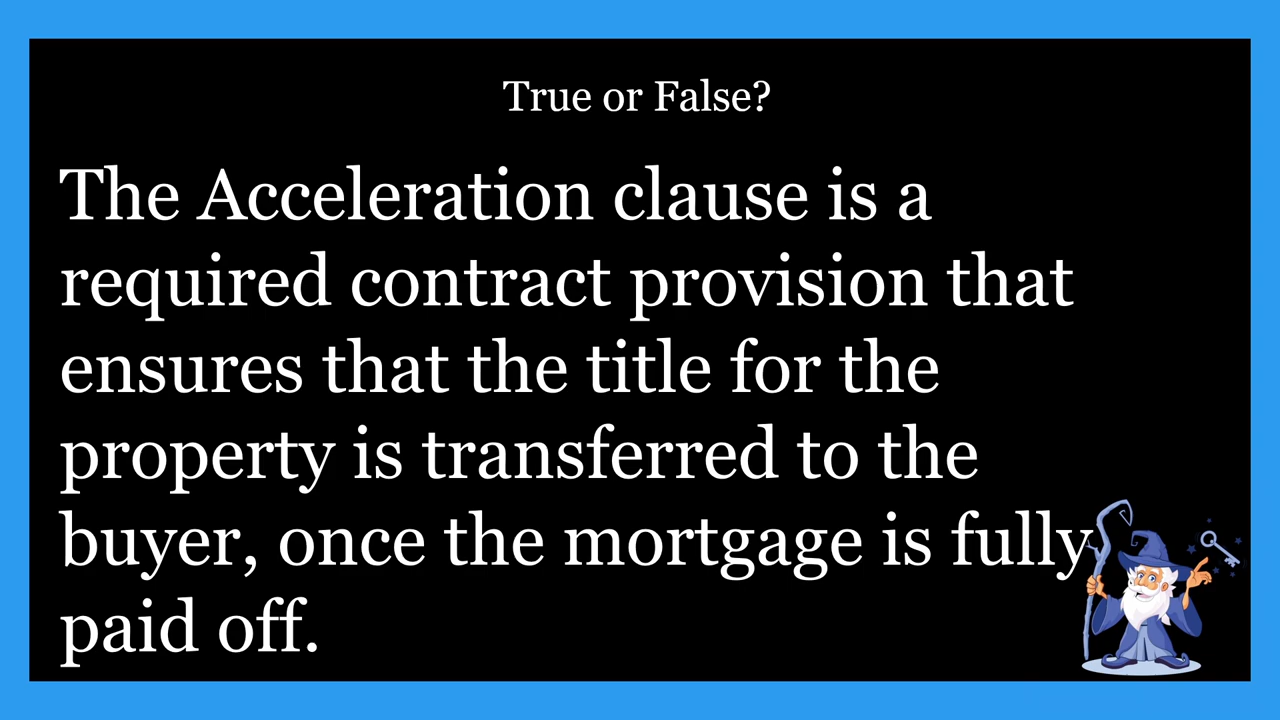 True or False?
The Acceleration clause is a
required contract provision that
ensures that the title for the
property is transferred to the
buyer, once the mortgage is fully
paid off.